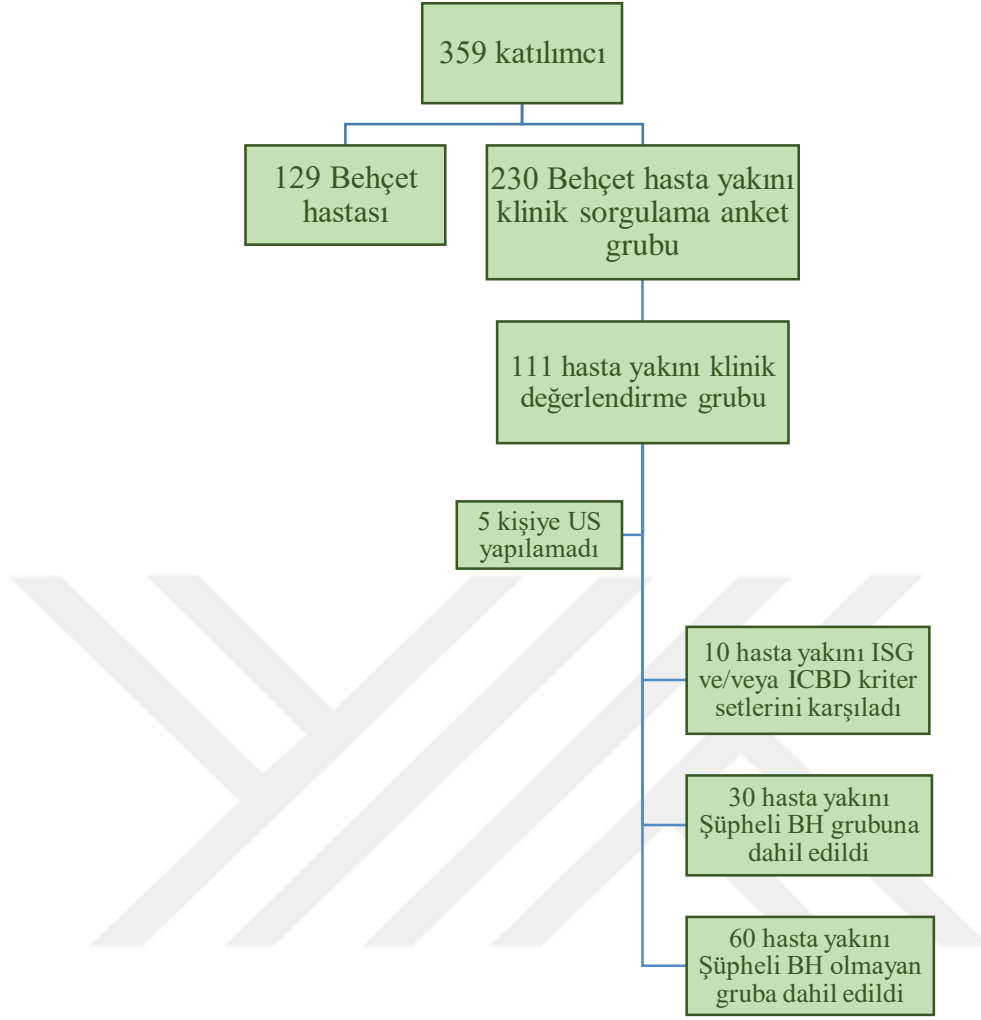 359 katılımcı
129 Behçet
hastası
230 Behçet hasta yakını
klinik sorgulama anket
grubu
111 hasta yakını klinik
değerlendirme grubu
5 kişiye US
yapılamadı
10 hasta yakını ISG
ve/veya ICBD kriter
setlerini karşıladı
30 hasta yakını
Şüpheli BH grubuna
dahil edildi
60 hasta yakını
Şüpheli BH olmayan
gruba dahil edildi